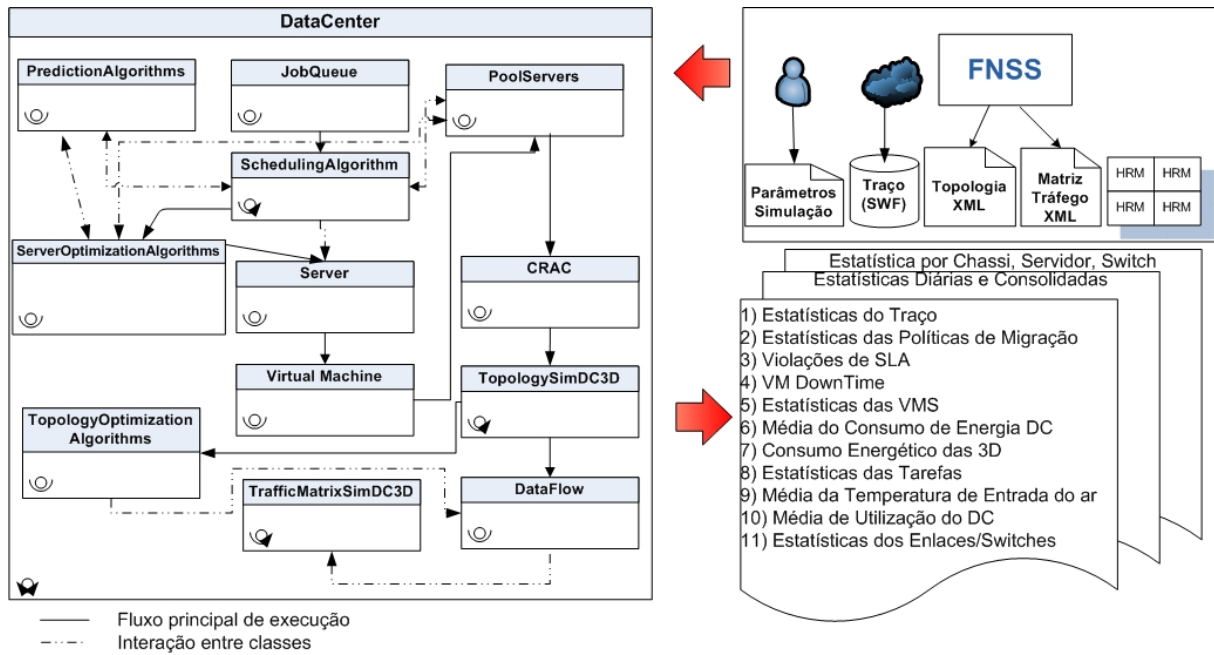 DataCenter
PredictionAlgorithms
JobQueue
PoolServers
SchedulingAlgorithm
ServerOptimizationAlgorithms
Server
CRAC
Virtual Machine
TopologySimDC3D
TopologyOptimization
Algorithms
TrafficMatrixSimDC3D
DataFlow
Fluxo principal de execução
Interação entre classes
FNSS
Parâmetros
Simulação
Traço
(SWF)
Topologia
XML
Matriz
Tráfego
XML
HRM HRM
HRM HRM
Estatística por Chassi, Servidor, Switch
Estatísticas Diárias e Consolidadas
1) Estatísticas do Traço
2) Estatísticas das Políticas de Migração
3) Violações de SLA
4) VM DownTime
5) Estatísticas das VMS
6) Média do Consumo de Energia DC
7) Consumo Energético das 3D
8) Estatísticas das Tarefas
9) Média da Temperatura de Entrada do ar
10) Média de Utilização do DC
11) Estatísticas dos Enlaces/Switches